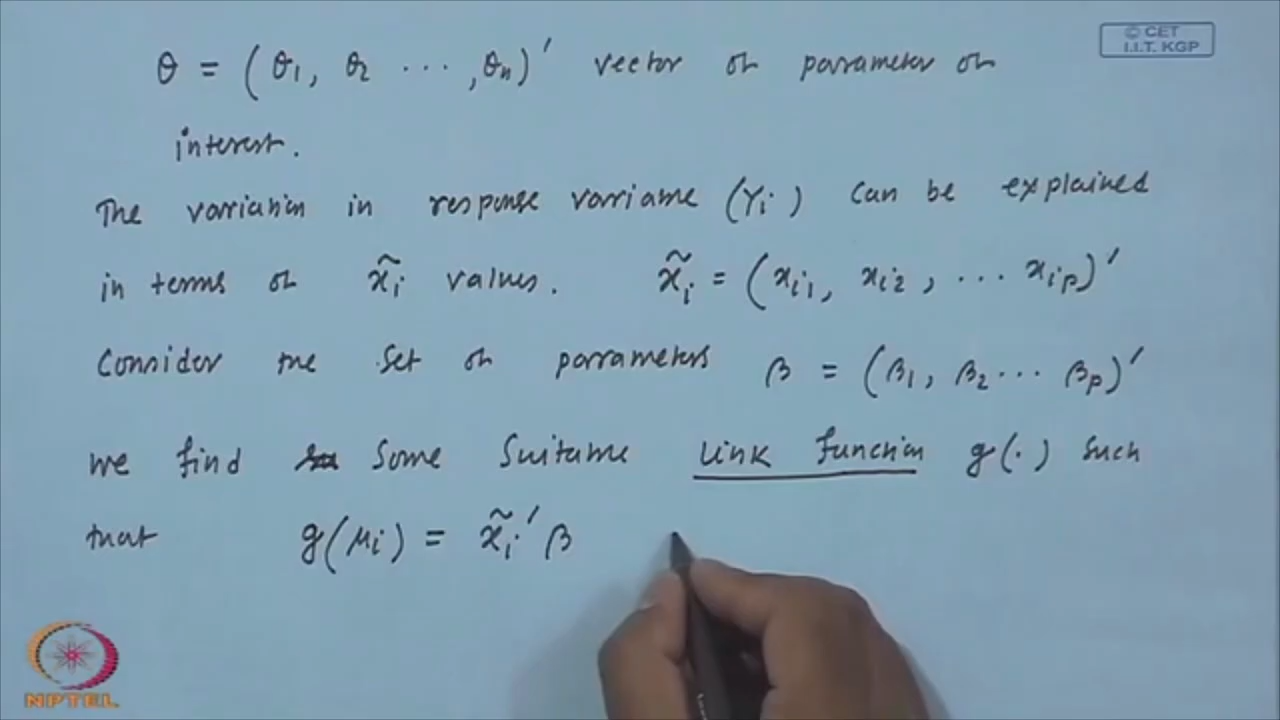 © CET
I.I.T. KGP
θ = (θ₁, θ₂ ... , θₙ)′ vector of parameter of
interest.
The variation in response variable (Yᵢ) can be explained
in terms of x̃ᵢ values. x̃ᵢ = (xᵢ₁, xᵢ₂, ... xᵢₚ)′
Consider the set of parameters β = (β₁, β₂ ... βₚ)′
we find some suitable link function g(·) such
that g(μᵢ) = x̃ᵢ′ β
NPTEL